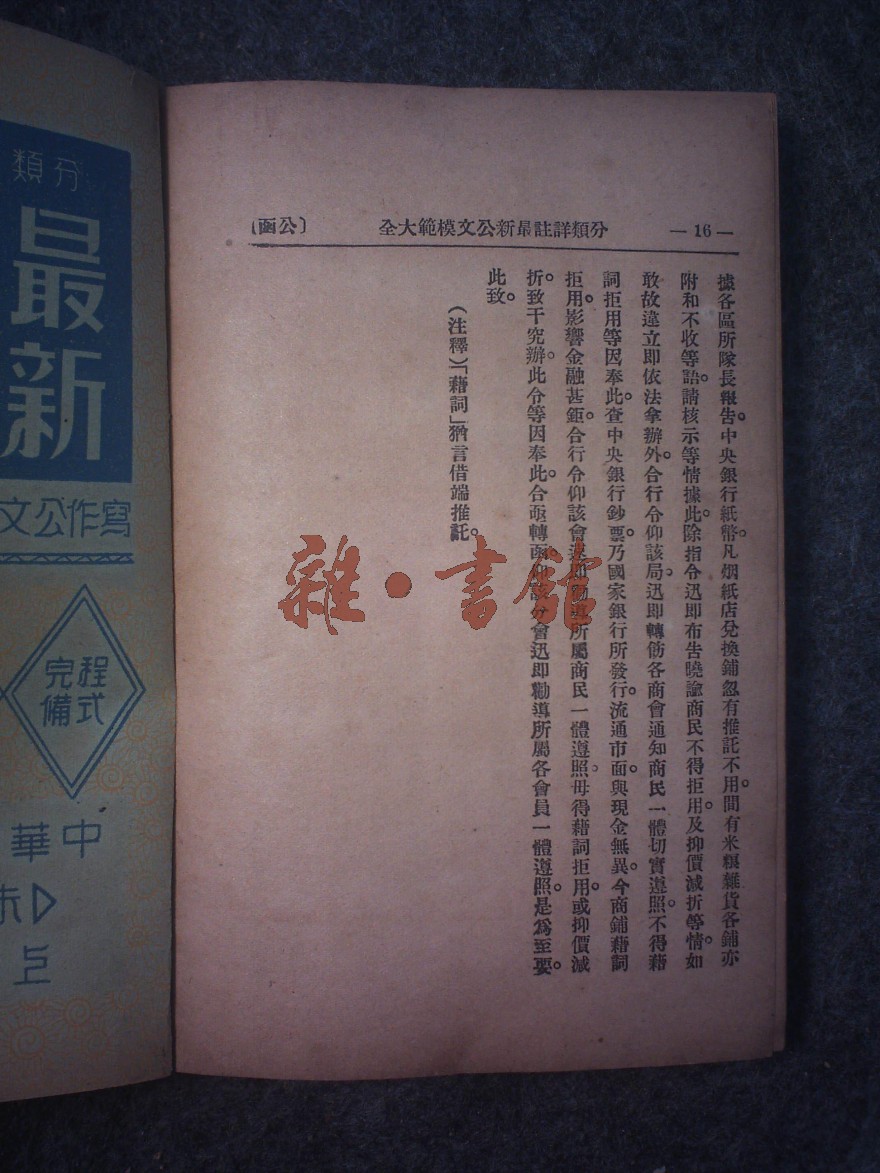 分類
最新
寫作公文
程式
完備
中華
上
— 16 —
分類詳註最新公文模範大全
〔公函〕
據各區所隊長報告。中央銀行紙幣。凡烟紙店兌換鋪忽有推託不用。間有米糧雜貨各鋪亦
附和不收等語。請核示等情據此。除指令迅即布告曉諭商民不得拒用。及抑價減折等情。如
敢故違立即依法拿辦外。合行令仰該局。迅即轉飭各商會通知商民一體切實遵照。不得藉
詞拒用等因奉此。查中央銀行鈔票。乃國家銀行所發行。流通市面。與現金無異。今商鋪藉詞
拒用。影響金融甚鉅。合行令仰該會迅即勸導所屬商民一體遵照。毋得藉詞拒用。或抑價減
折。致干究辦。此令等因奉此。合亟轉函。仰該分會迅即勸導所屬各會員一體遵照。是爲至要。
此致。
（注釋）「藉詞」猶言借端推託。
雜·書館